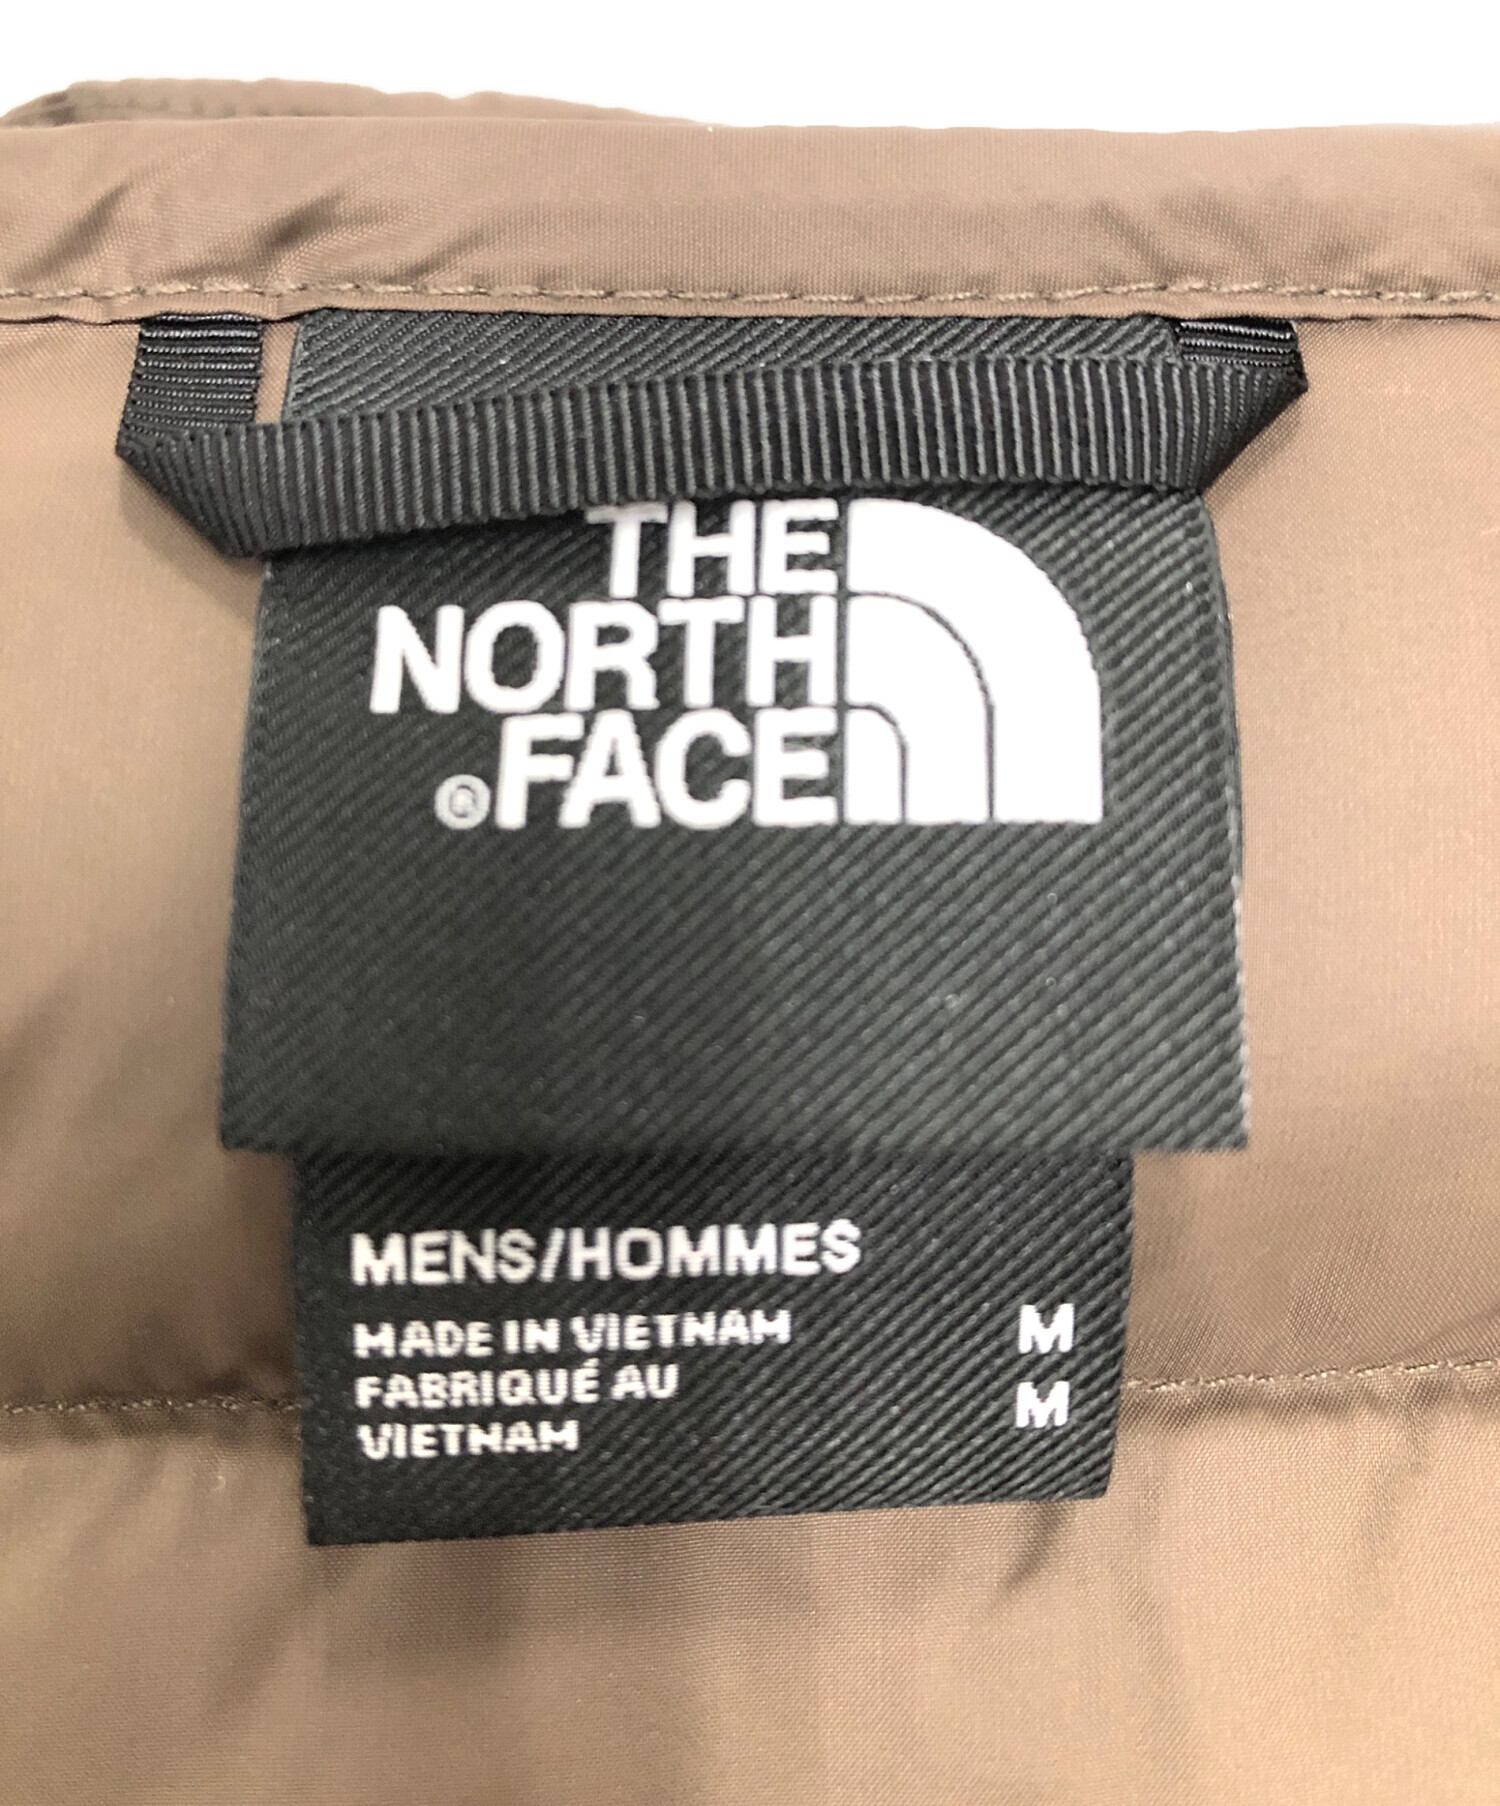 THE
NORTH
®FACE
MENS/HOMMES
MADE IN VIETNAM M
FABRIQUÉ AU M
VIETNAM